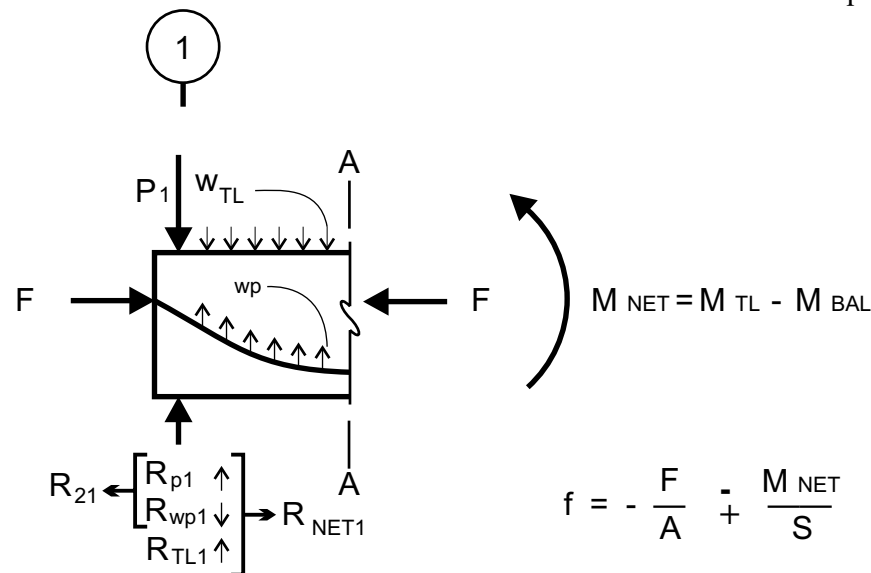 p
1
A
P1
wTL
F
wp
F
M NET = M TL - M BAL
Rp1
R21
Rwp1
R NET1
RTL1
A
f = - F/A -+ M NET/S